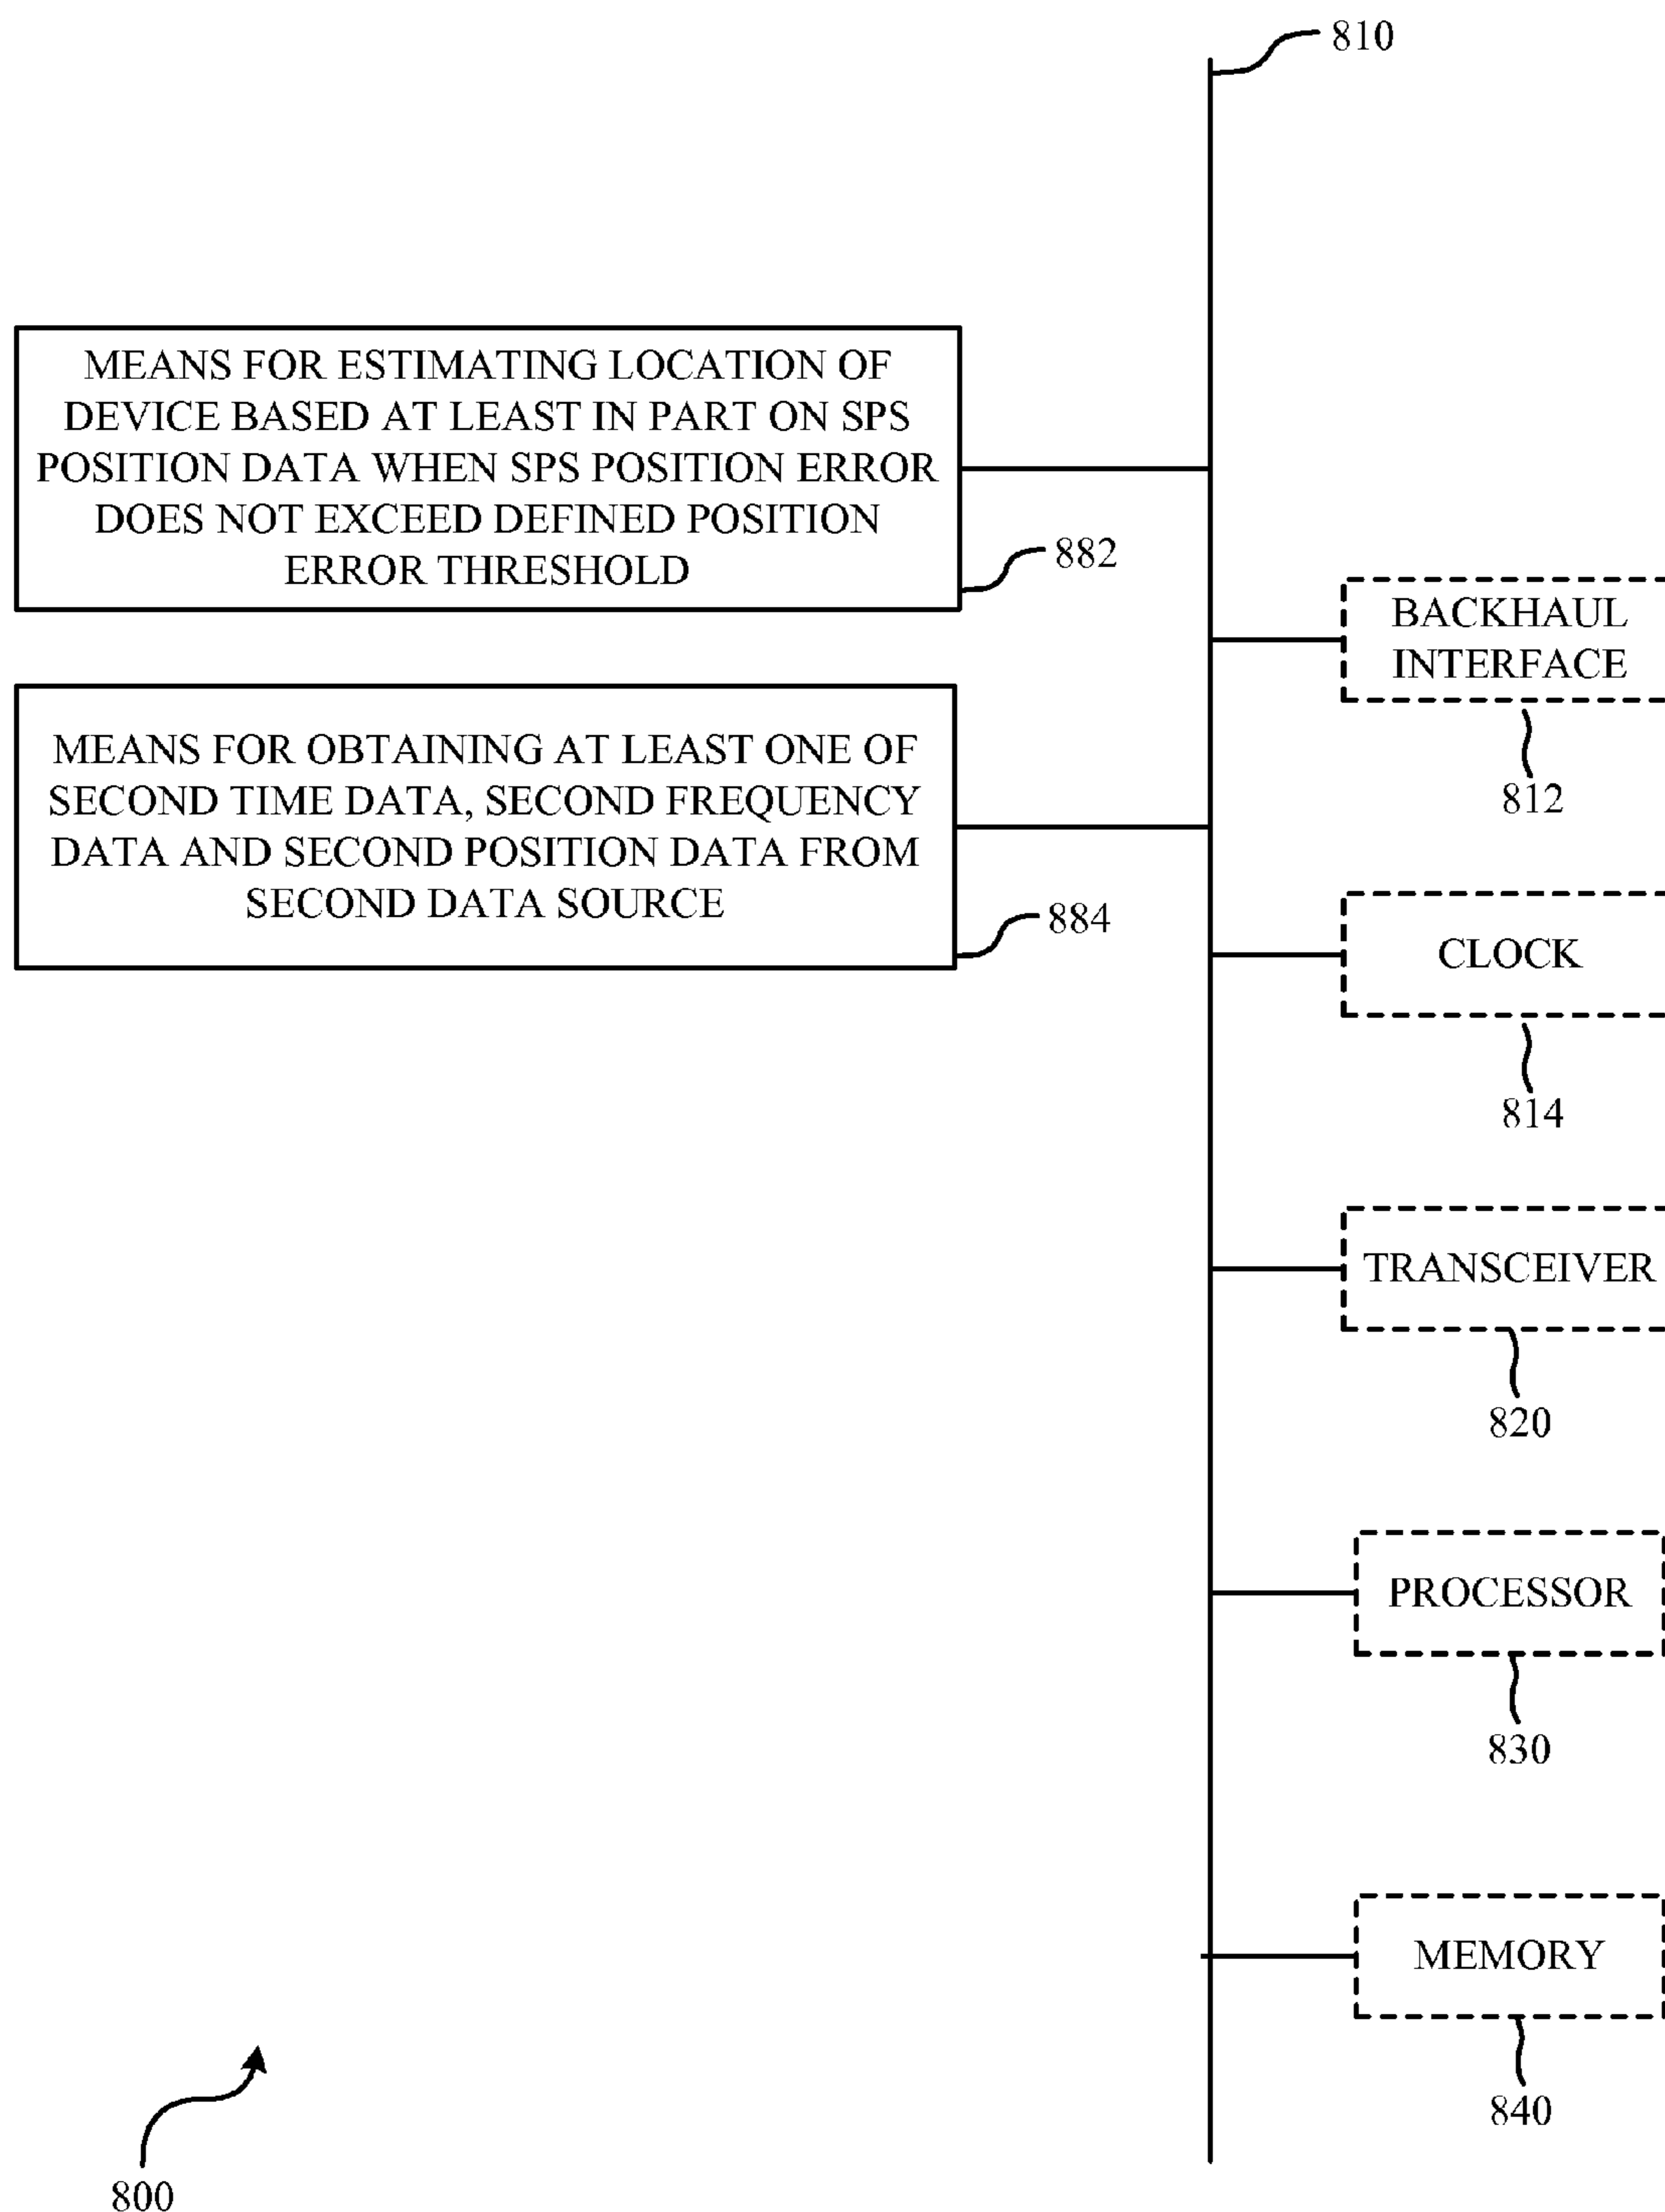 810
MEANS FOR ESTIMATING LOCATION OF
DEVICE BASED AT LEAST IN PART ON SPS
POSITION DATA WHEN SPS POSITION ERROR
DOES NOT EXCEED DEFINED POSITION
ERROR THRESHOLD
882
BACKHAUL
INTERFACE
812
MEANS FOR OBTAINING AT LEAST ONE OF
SECOND TIME DATA, SECOND FREQUENCY
DATA AND SECOND POSITION DATA FROM
SECOND DATA SOURCE
884
CLOCK
814
TRANSCEIVER
820
PROCESSOR
830
MEMORY
840
800